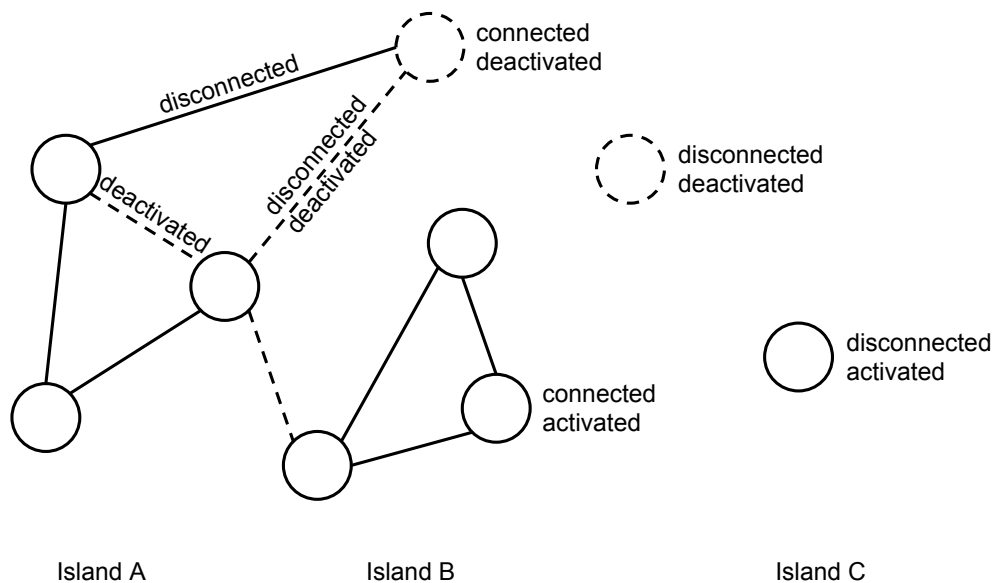 connected
deactivated
disconnected
deactivated
disconnected
deactivated
disconnected
deactivated
disconnected
activated
connected
activated
Island A
Island B
Island C